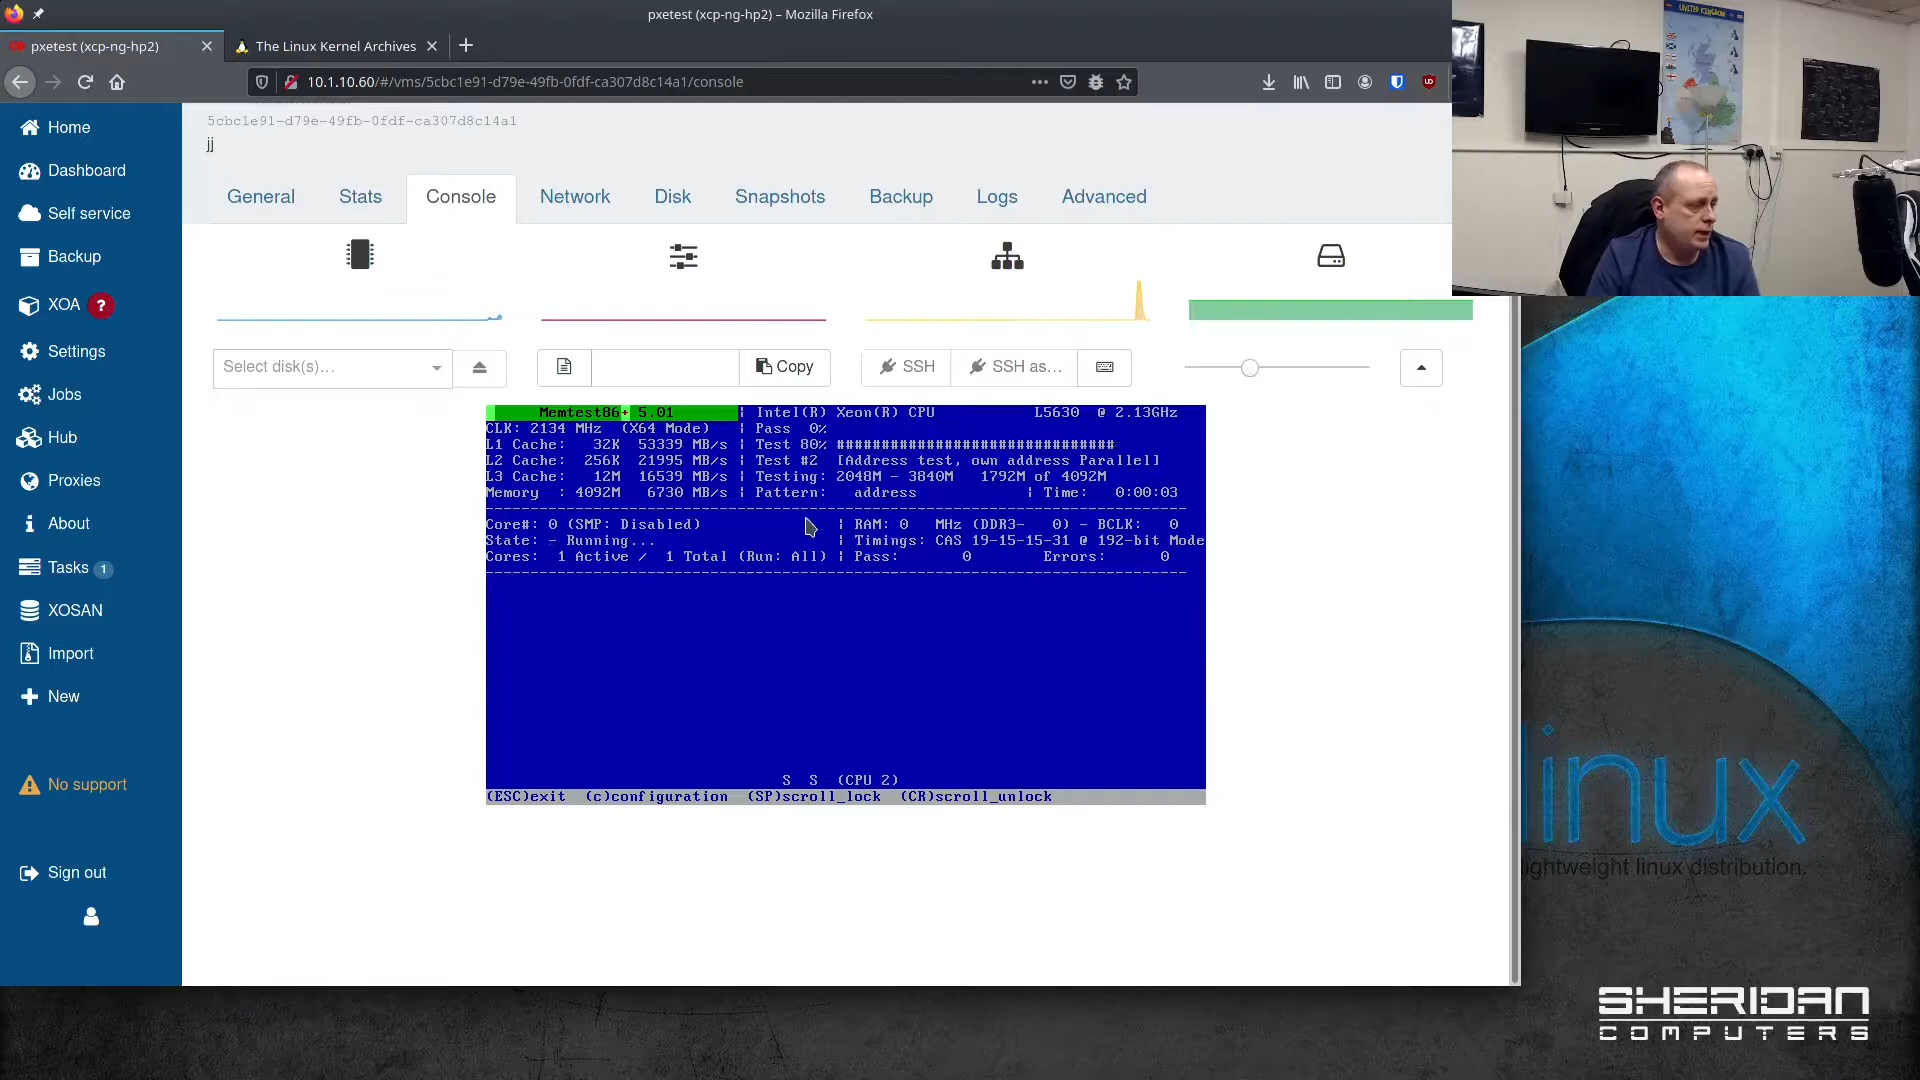 pxetest (xcp-ng-hp2) – Mozilla Firefox
pxetest (xcp-ng-hp2)
The Linux Kernel Archives
10.1.10.60/#/vms/5cbc1e91-d79e-49fb-0fdf-ca307d8c14a1/console
UNITED KINGDOM
Home
Dashboard
Self service
Backup
XOA ?
Settings
Jobs
Hub
Proxies
About
Tasks 1
XOSAN
Import
New
No support
Sign out
5cbc1e91-d79e-49fb-0fdf-ca307d8c14a1
jj
General Stats Console Network Disk Snapshots Backup Logs Advanced
Select disk(s)... Copy SSH SSH as...
Memtest86+ 5.01 | Intel(R) Xeon(R) CPU L5630 @ 2.13GHz
CLK: 2134 MHz (X64 Mode) | Pass 0%
L1 Cache: 32K 53339 MB/s | Test 80% ###############################
L2 Cache: 256K 21995 MB/s | Test #2 [Address test, own address Parallel]
L3 Cache: 12M 16539 MB/s | Testing: 2048M - 3840M 1792M of 4092M
Memory : 4092M 6730 MB/s | Pattern: address | Time: 0:00:03
Core#: 0 (SMP: Disabled) | RAM: 0 MHz (DDR3- 0) - BCLK: 0
State: - Running... | Timings: CAS 19-15-15-31 @ 192-bit Mode
Cores: 1 Active / 1 Total (Run: All) | Pass: 0 Errors: 0
S S (CPU 2)
(ESC)exit (c)configuration (SP)scroll_lock (CR)scroll_unlock
linux
lightweight linux distribution.
SHERIDAN
COMPUTERS